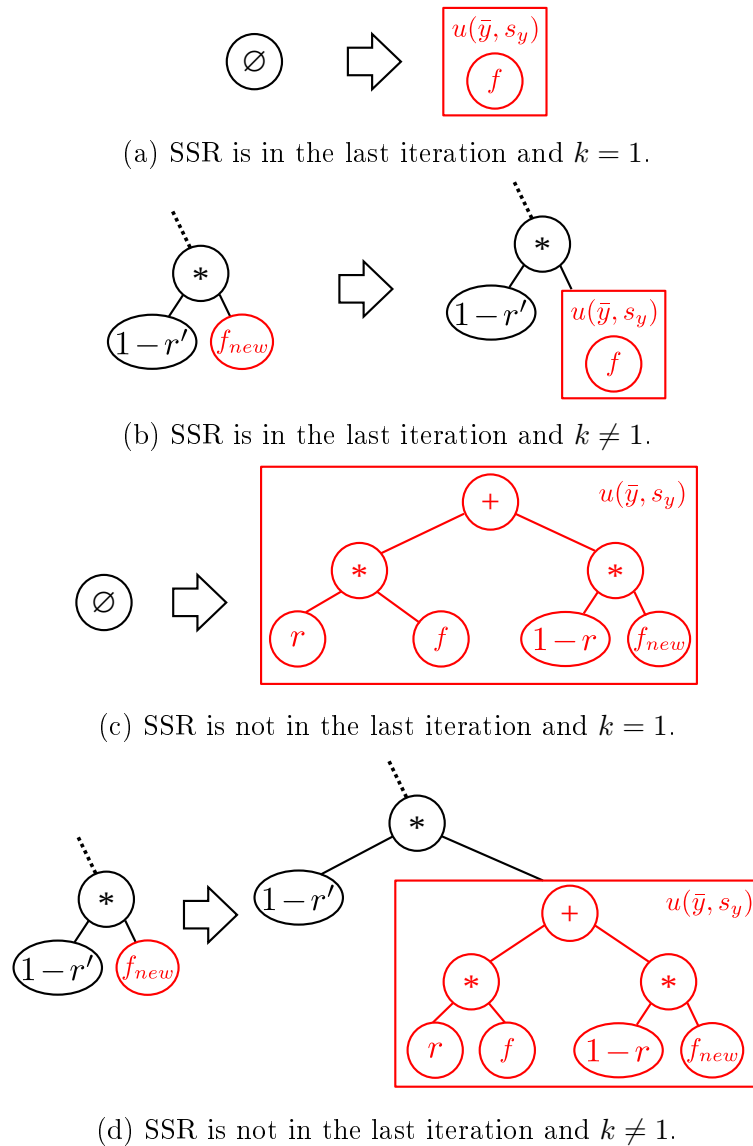 ∅ u(ȳ, s_y)
f
(a) SSR is in the last iteration and k = 1.
*
*
1−r′ f_new
1−r′ u(ȳ, s_y)
f
(b) SSR is in the last iteration and k ≠ 1.
u(ȳ, s_y)
+
* *
∅
r f 1−r f_new
(c) SSR is not in the last iteration and k = 1.
*
*
1−r′
u(ȳ, s_y)
+
1−r′ f_new
* *
r f 1−r f_new
(d) SSR is not in the last iteration and k ≠ 1.